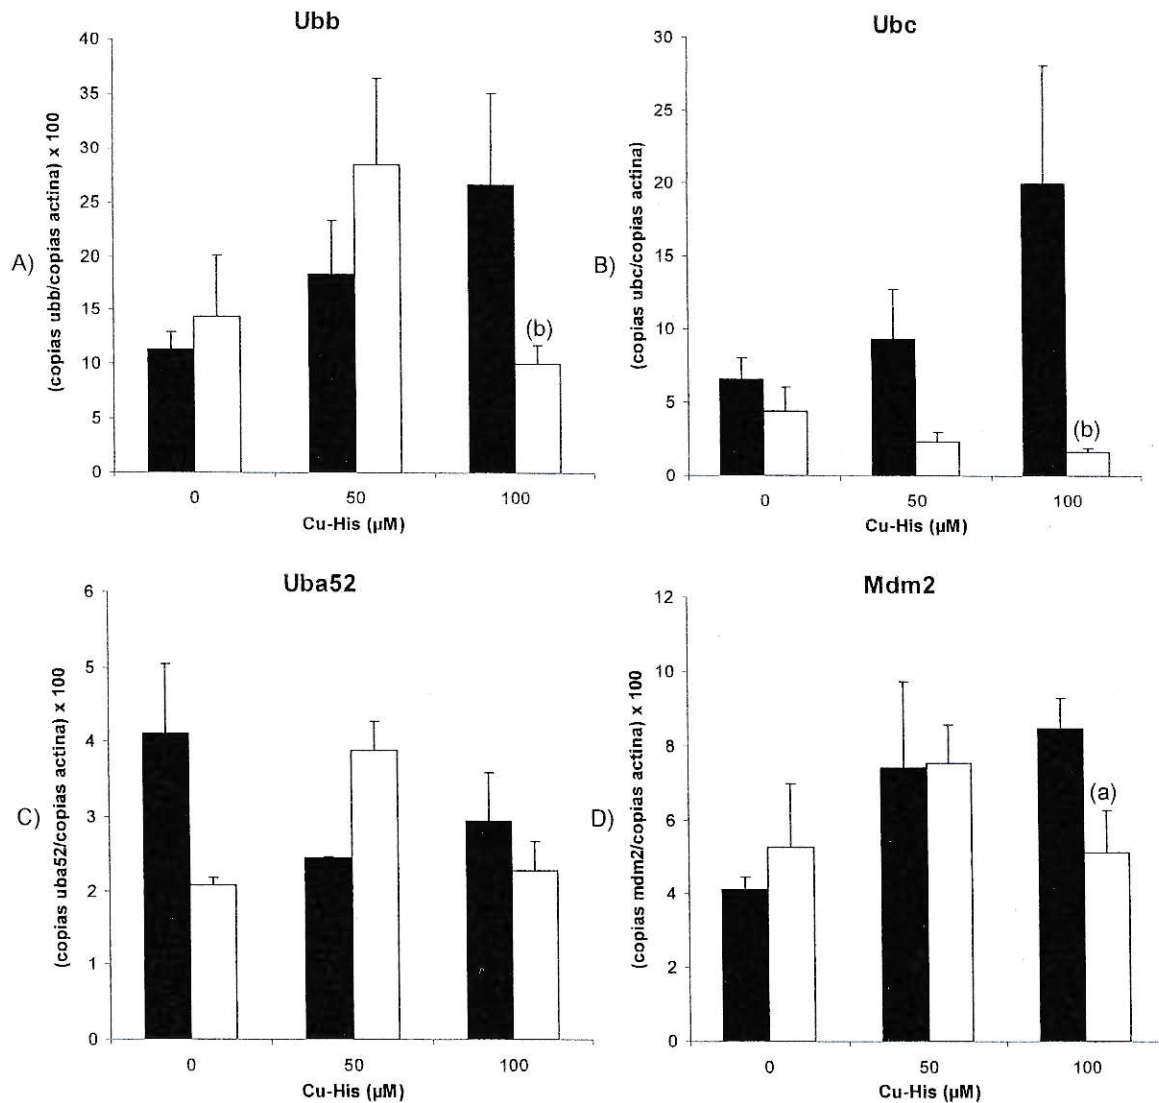 Ubb
A)
(copias ubb/copias actina) x 100
40
35
30
25
20
15
10
5
0
(b)
0
50
100
Cu-His (µM)
Ubc
B)
(copias ubc/copias actina)
30
25
20
15
10
5
0
(b)
0
50
100
Cu-His (µM)
Uba52
C)
(copias uba52/copias actina) x 100
6
5
4
3
2
1
0
0
50
100
Cu-His (µM)
Mdm2
D)
(copias mdm2/copias actina) x 100
12
10
8
6
4
2
0
(a)
0
50
100
Cu-His (µM)